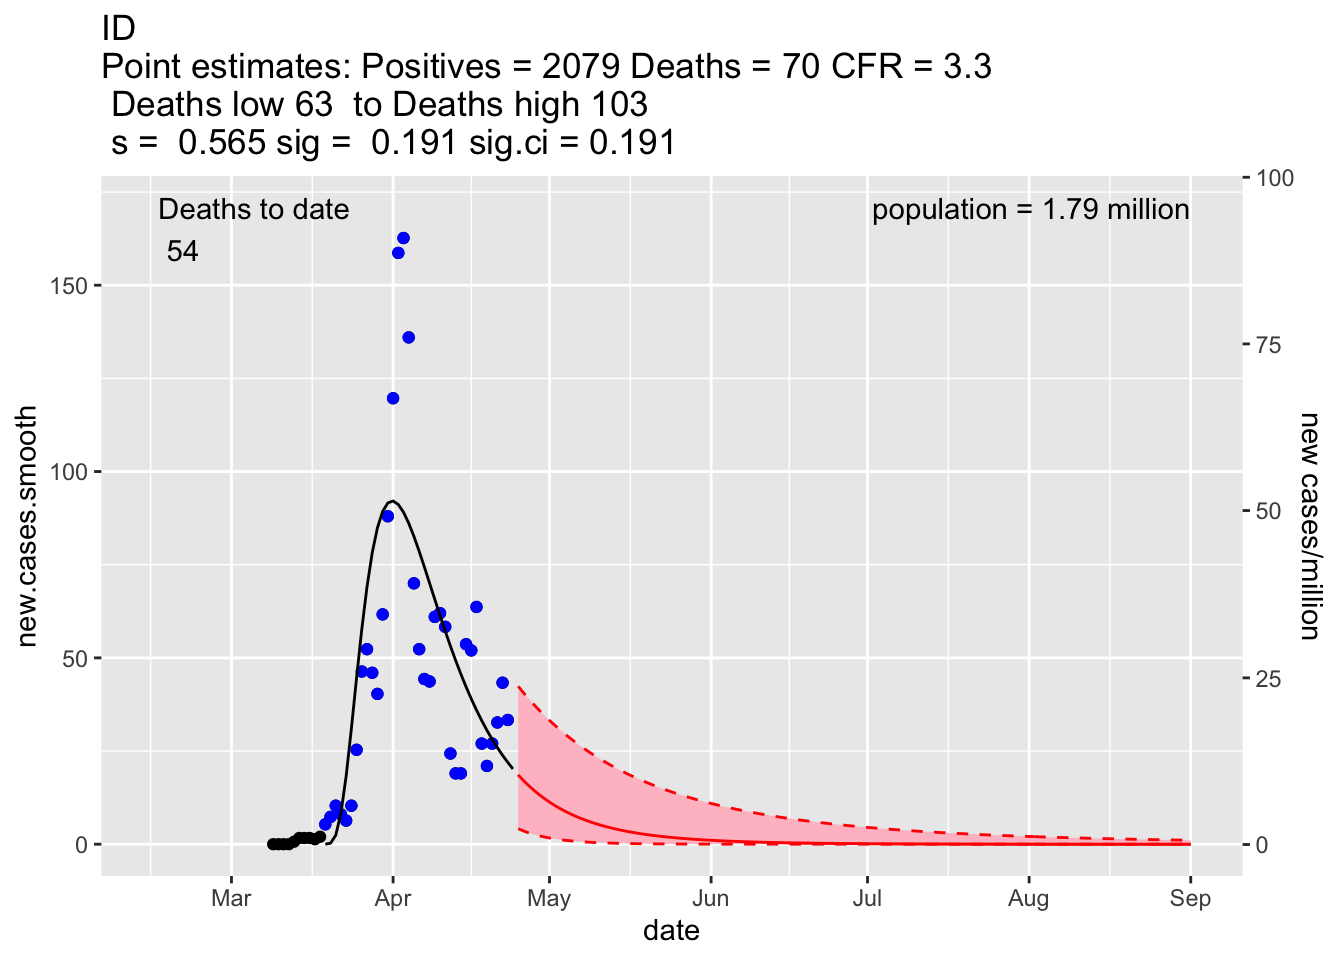 ID
Point estimates: Positives = 2079 Deaths = 70 CFR = 3.3
Deaths low 63  to Deaths high 103
s =  0.565 sig =  0.191 sig.ci = 0.191
Deaths to date
54
population = 1.79 million
150
100
50
0
new.cases.smooth
100
75
50
25
0
new cases/million
Mar
Apr
May
Jun
Jul
Aug
Sep
date